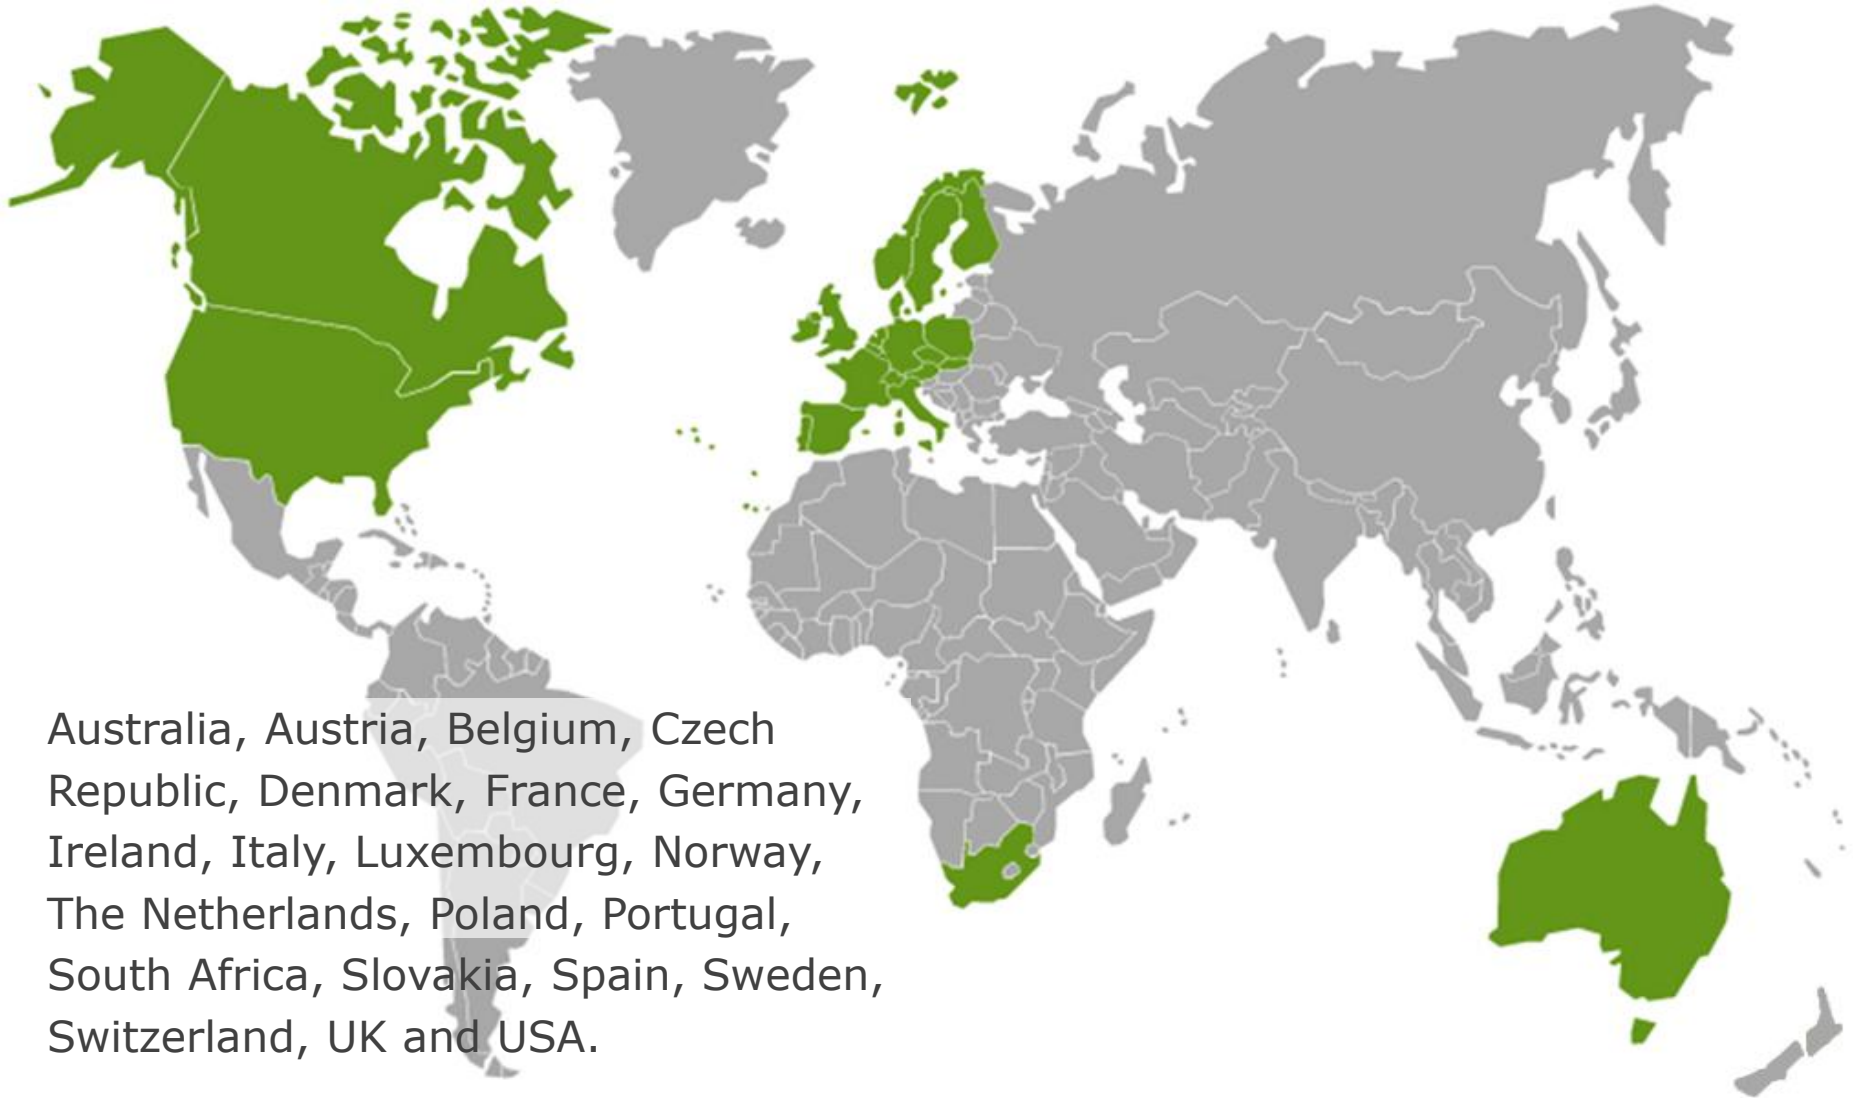 Australia, Austria, Belgium, Czech
Republic, Denmark, France, Germany,
Ireland, Italy, Luxembourg, Norway,
The Netherlands, Poland, Portugal,
South Africa, Slovakia, Spain, Sweden,
Switzerland, UK and USA.